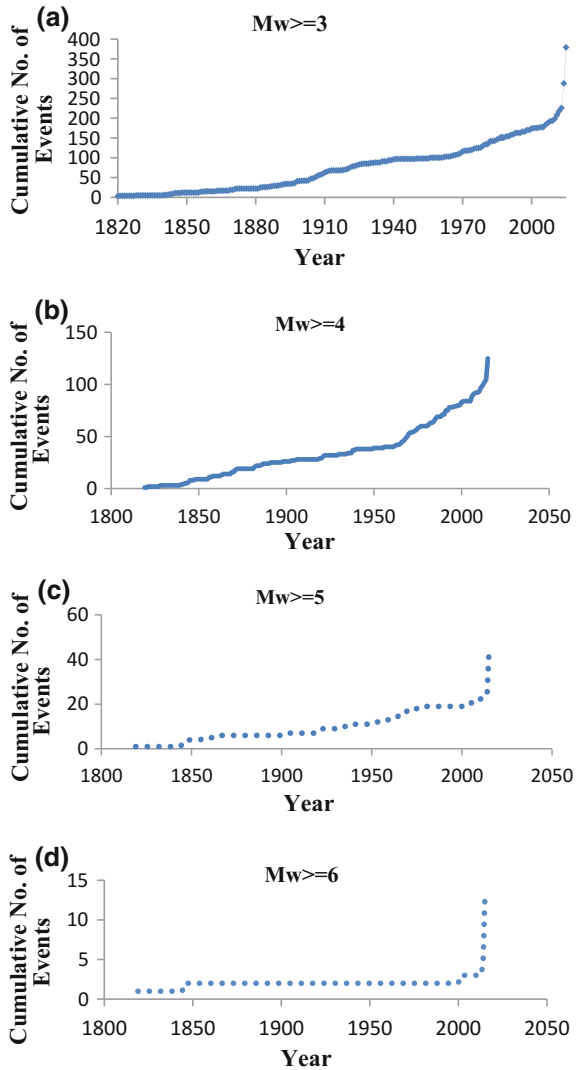 (a)
Mw>=3
Cumulative No. of
Events
400
350
300
250
200
150
100
50
0
1820 1850 1880 1910 1940 1970 2000
Year
(b)
Mw>=4
Cumulative No. of
Events
150
100
50
0
1800 1850 1900 1950 2000 2050
Year
(c)
Mw>=5
Cumulative No. of
Events
60
40
20
0
1800 1850 1900 1950 2000 2050
Year
(d)
Mw>=6
Cumulative No. of
Events
15
10
5
0
1800 1850 1900 1950 2000 2050
Year